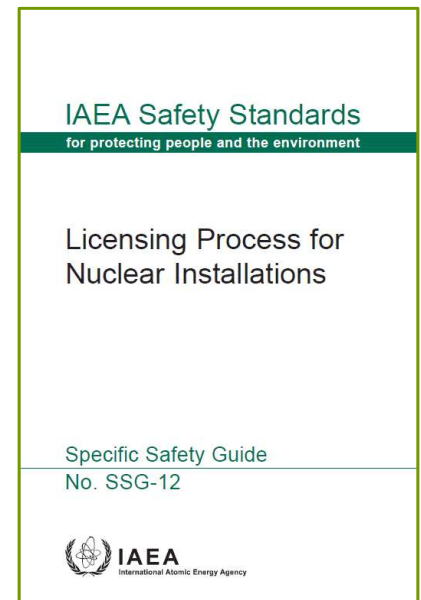 IAEA Safety Standards
for protecting people and the environment
Licensing Process for
Nuclear Installations
Specific Safety Guide
No. SSG-12
IAEA
International Atomic Energy Agency